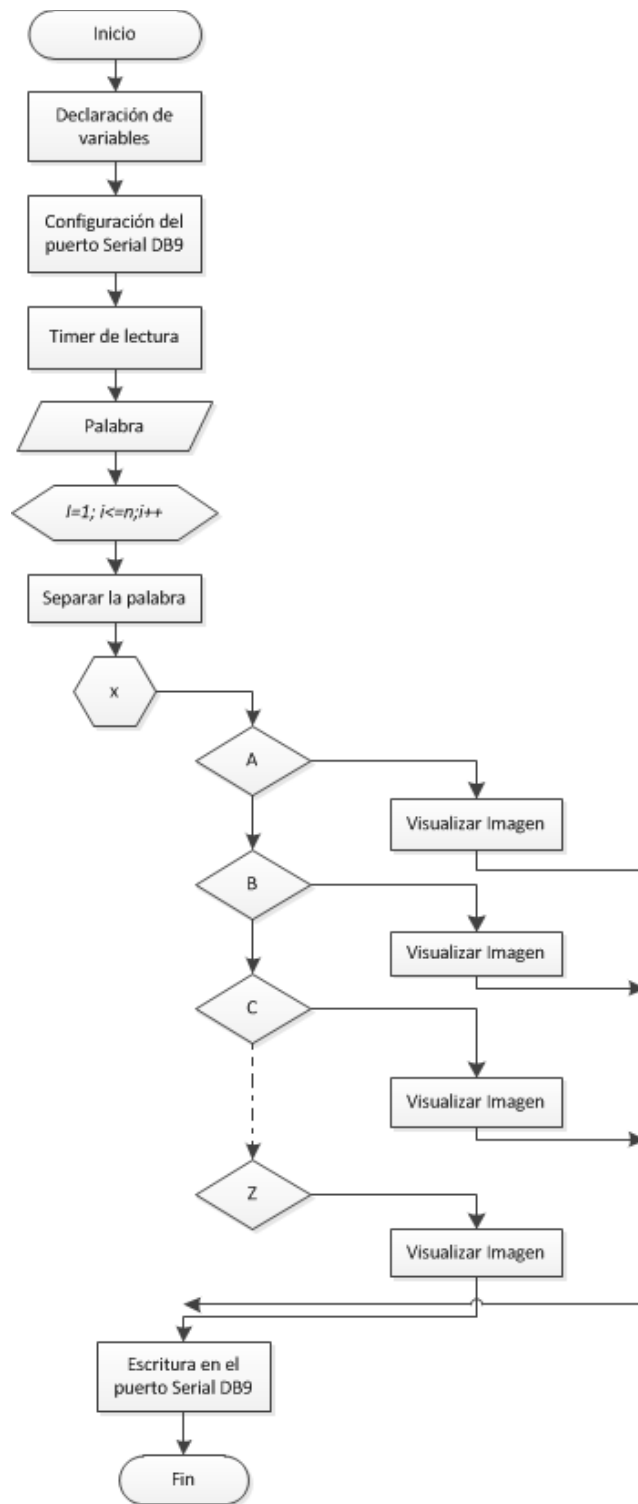 Inicio
Declaración de
variables
Configuración del
puerto Serial DB9
Timer de lectura
Palabra
I=1; i<=n;i++
Separar la palabra
x
A
Visualizar Imagen
B
Visualizar Imagen
C
Visualizar Imagen
Z
Visualizar Imagen
Escritura en el
puerto Serial DB9
Fin